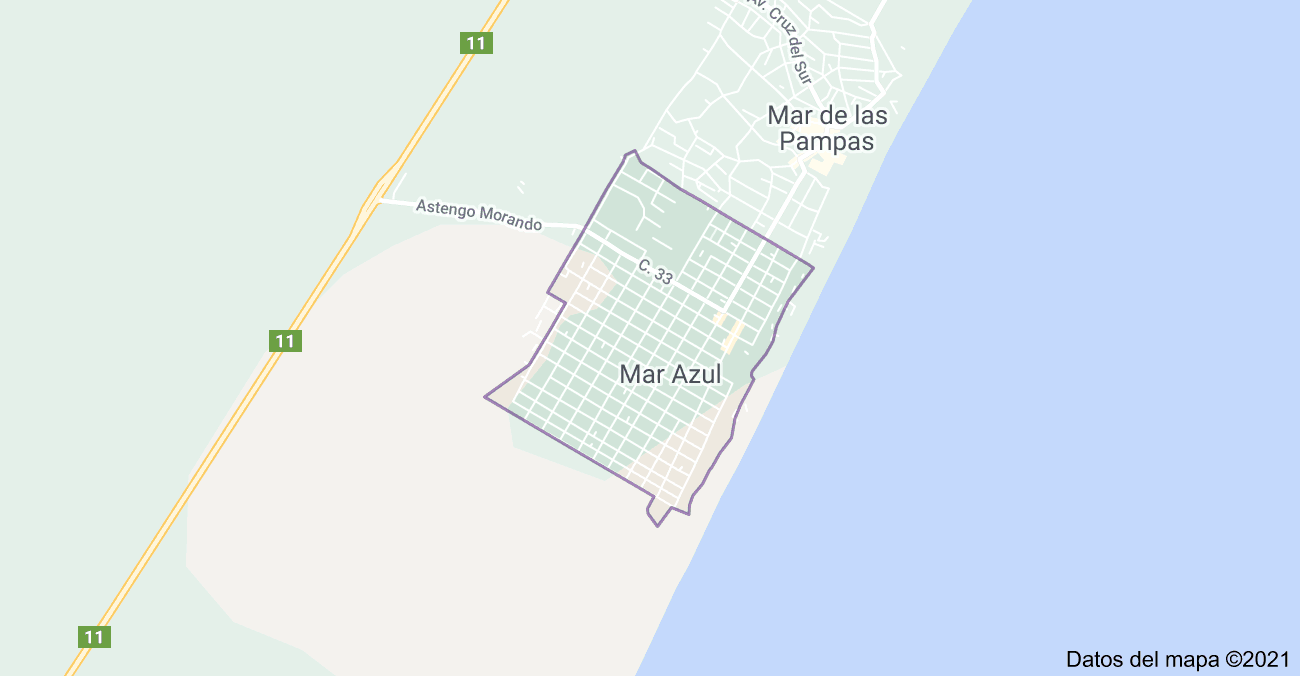 Av. Cruz del Sur
11
Mar de las
Pampas
Astengo Morando
C. 33
11
Mar Azul
11
Datos del mapa ©2021